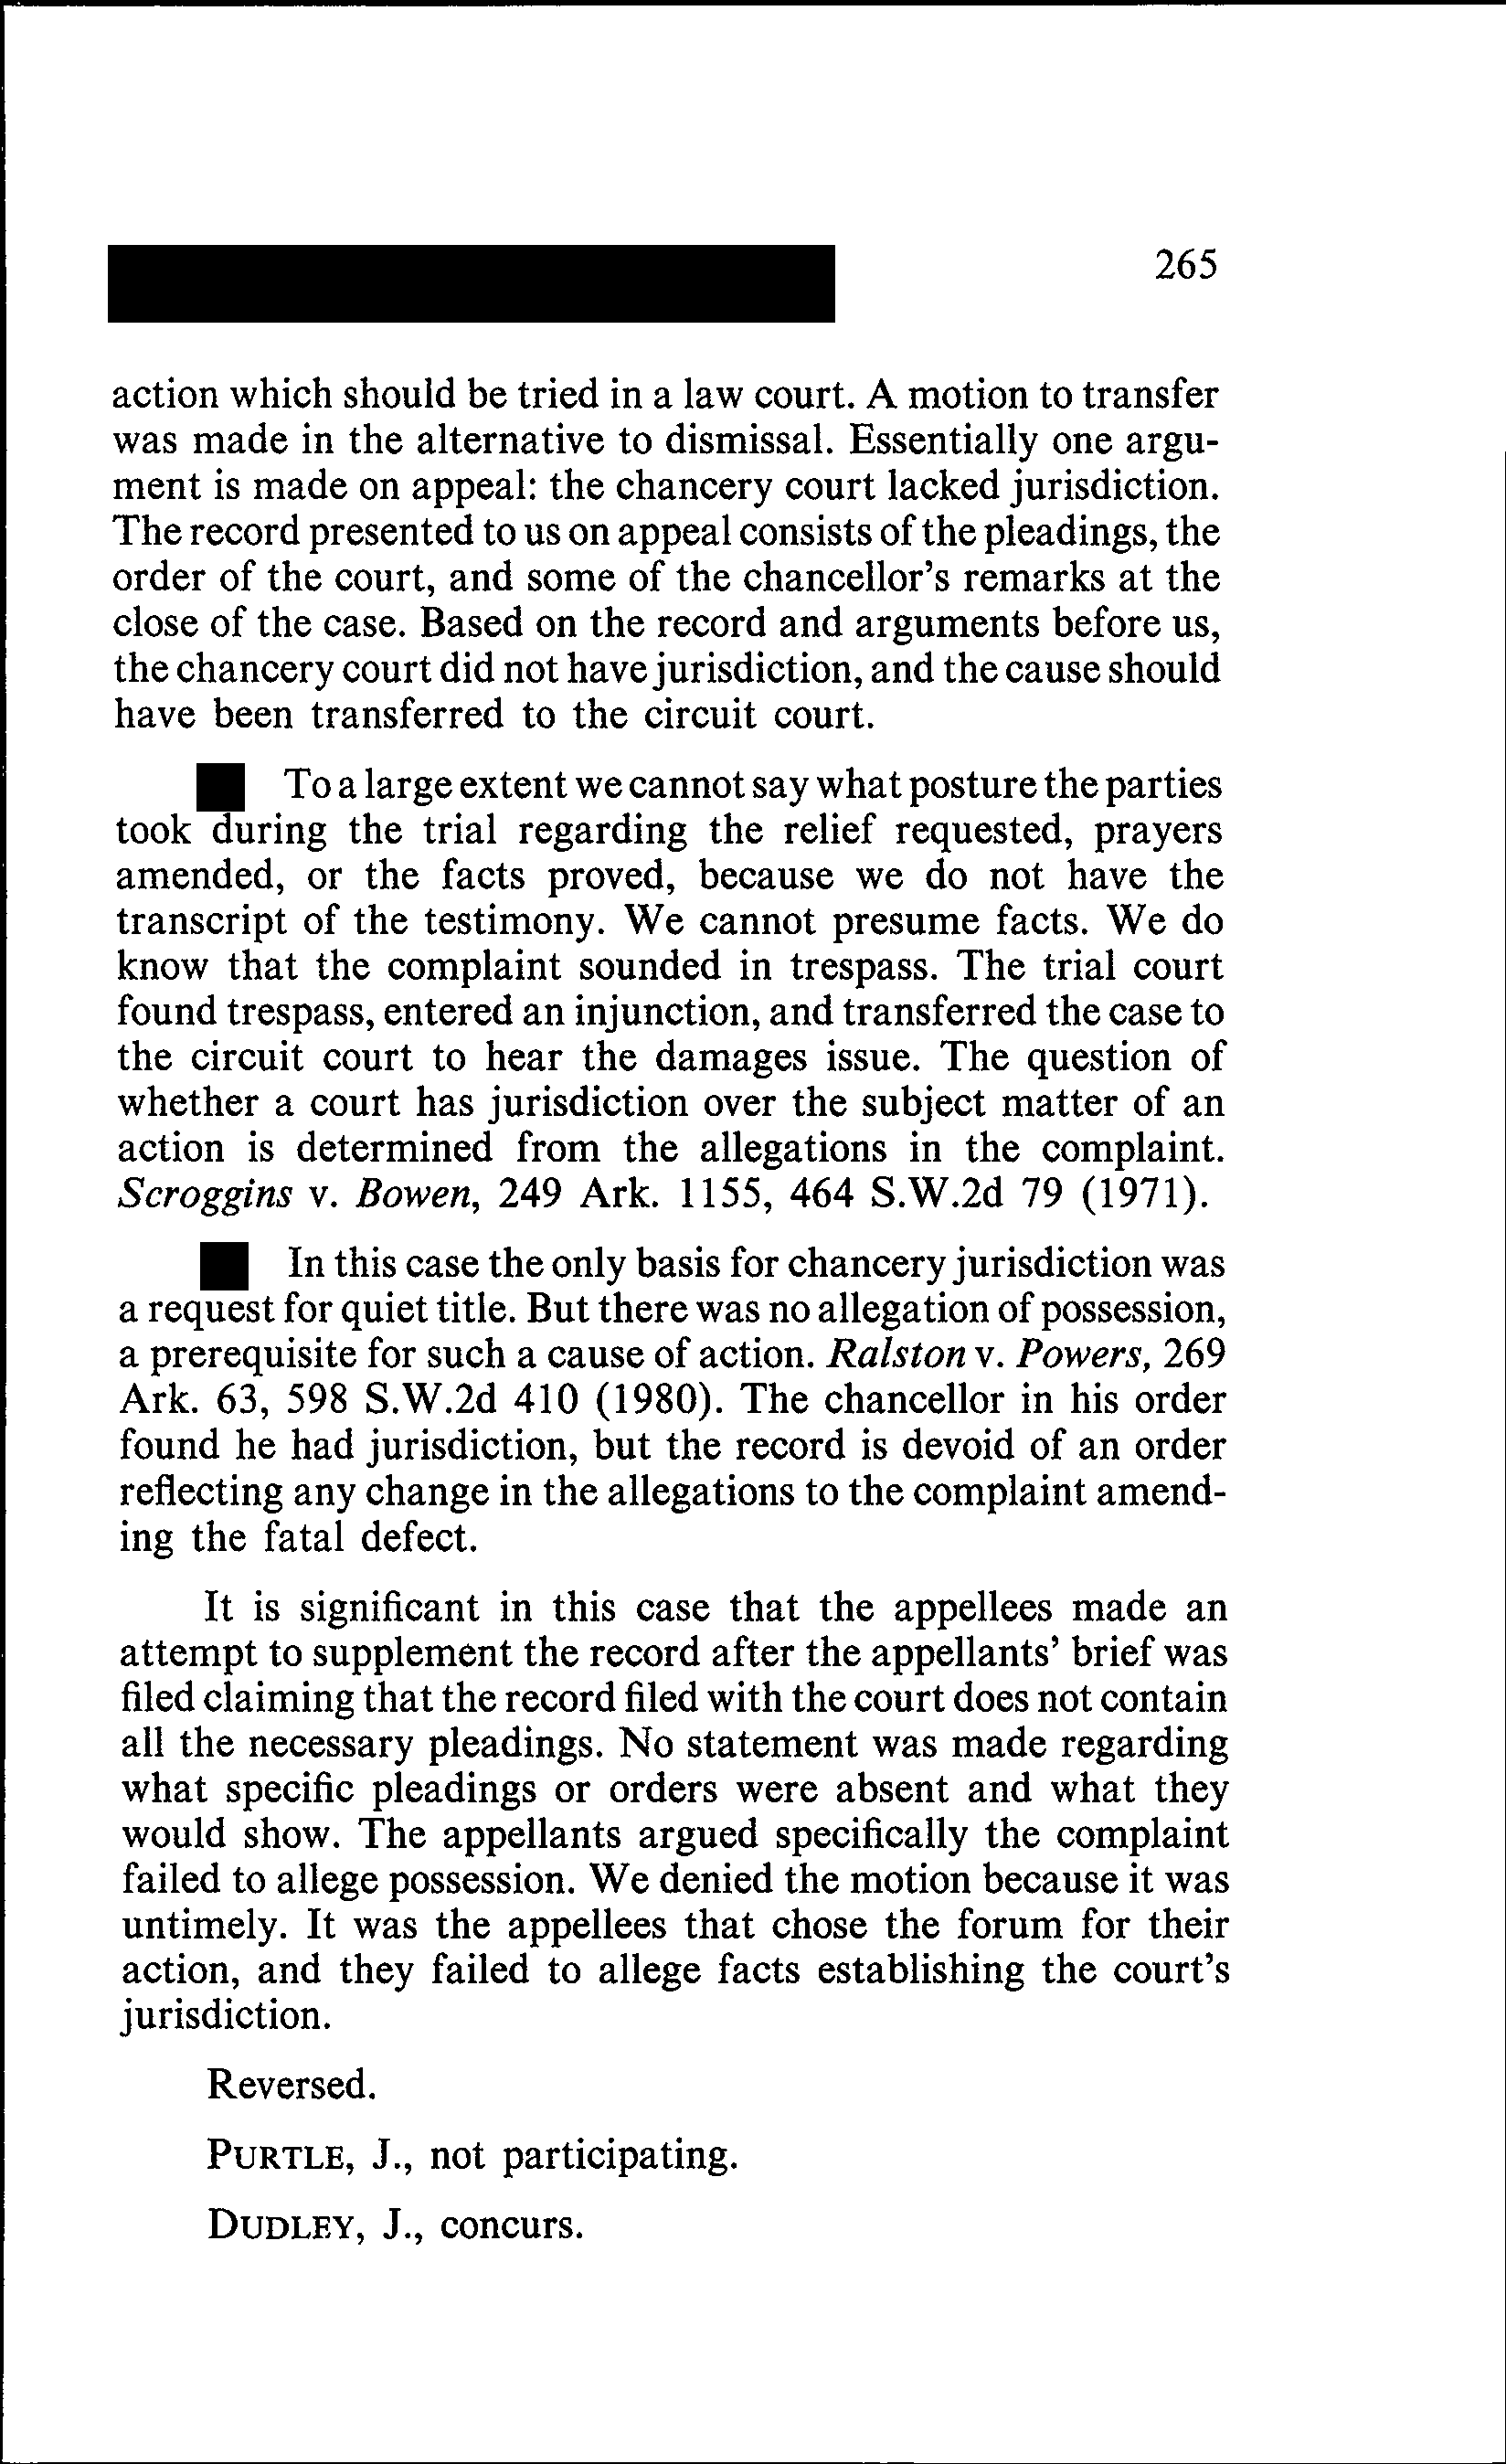 265
action which should be tried in a law court. A motion to transfer
was made in the alternative to dismissal. Essentially one argu-
ment is made on appeal: the chancery court lacked jurisdiction.
The record presented to us on appeal consists of the pleadings, the
order of the court, and some of the chancellor's remarks at the
close of the case. Based on the record and arguments before us,
the chancery court did not have jurisdiction, and the cause should
have been transferred to the circuit court.
To a large extent we cannot say what posture the parties
took during the trial regarding the relief requested, prayers
amended, or the facts proved, because we do not have the
transcript of the testimony. We cannot presume facts. We do
know that the complaint sounded in trespass. The trial court
found trespass, entered an injunction, and transferred the case to
the circuit court to hear the damages issue. The question of
whether a court has jurisdiction over the subject matter of an
action is determined from the allegations in the complaint.
Scroggins v. Bowen, 249 Ark. 1155, 464 S.W.2d 79 (1971).
In this case the only basis for chancery jurisdiction was
a request for quiet title. But there was no allegation of possession,
a prerequisite for such a cause of action. Ralston v. Powers, 269
Ark. 63, 598 S.W.2d 410 (1980). The chancellor in his order
found he had jurisdiction, but the record is devoid of an order
reflecting any change in the allegations to the complaint amend-
ing the fatal defect.
It is significant in this case that the appellees made an
attempt to supplement the record after the appellants' brief was
filed claiming that the record filed with the court does not contain
all the necessary pleadings. No statement was made regarding
what specific pleadings or orders were absent and what they
would show. The appellants argued specifically the complaint
failed to allege possession. We denied the motion because it was
untimely. It was the appellees that chose the forum for their
action, and they failed to allege facts establishing the court's
jurisdiction.
Reversed.
PURTLE, J., not participating.
DUDLEY, J., concurs.